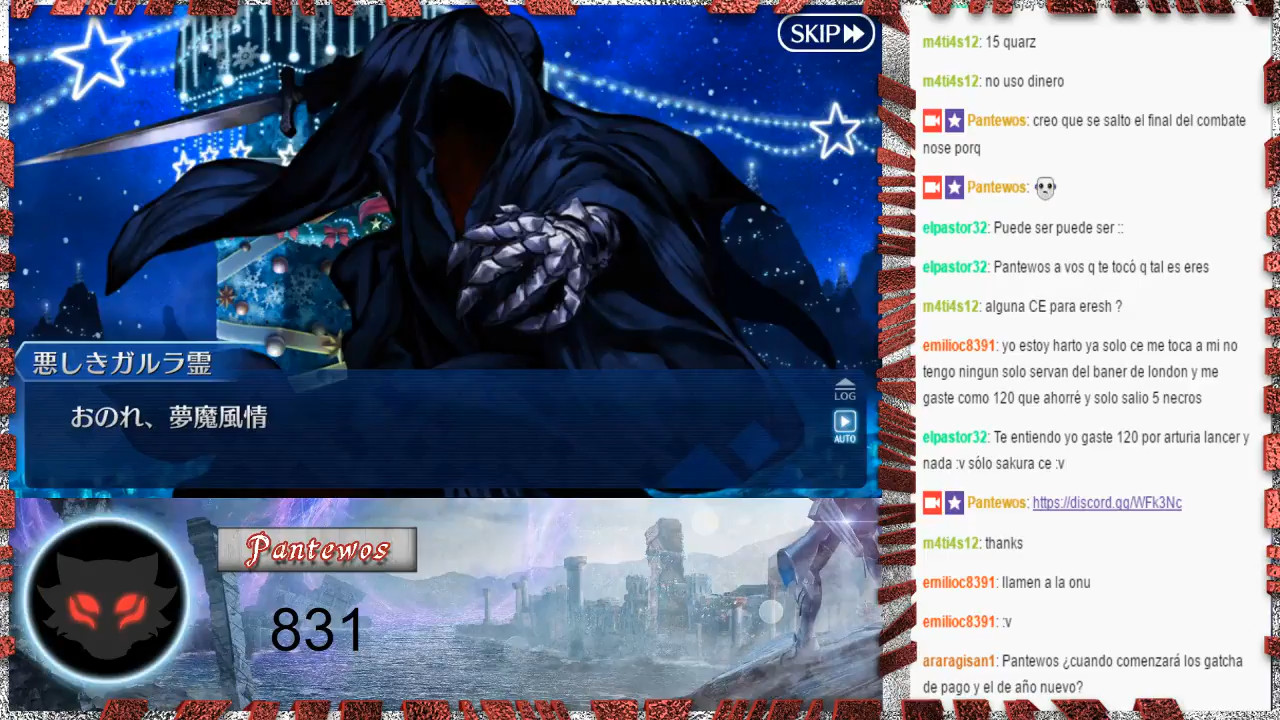 SKIP
悪しきガルラ霊
おのれ、夢魔風情
LOG
AUTO
Pantewos
831
m4ti4s12: 15 quarz
m4ti4s12: no uso dinero
Pantewos: creo que se salto el final del combate
nose porq
Pantewos:
elpastor32: Puede ser puede ser ::
elpastor32: Pantewos a vos q te tocó q tal es eres
m4ti4s12: alguna CE para eresh ?
emilioc8391: yo estoy harto ya solo ce me toca a mi no
tengo ningun solo servan del baner de london y me
gaste como 120 que ahorré y solo salio 5 necros
elpastor32: Te entiendo yo gaste 120 por arturia lancer y
nada :v sólo sakura ce :v
Pantewos: https://discord.gg/WFk3Nc
m4ti4s12: thanks
emilioc8391: llamen a la onu
emilioc8391: :v
araragisan1: Pantewos ¿cuando comenzará los gatcha
de pago y el de año nuevo?